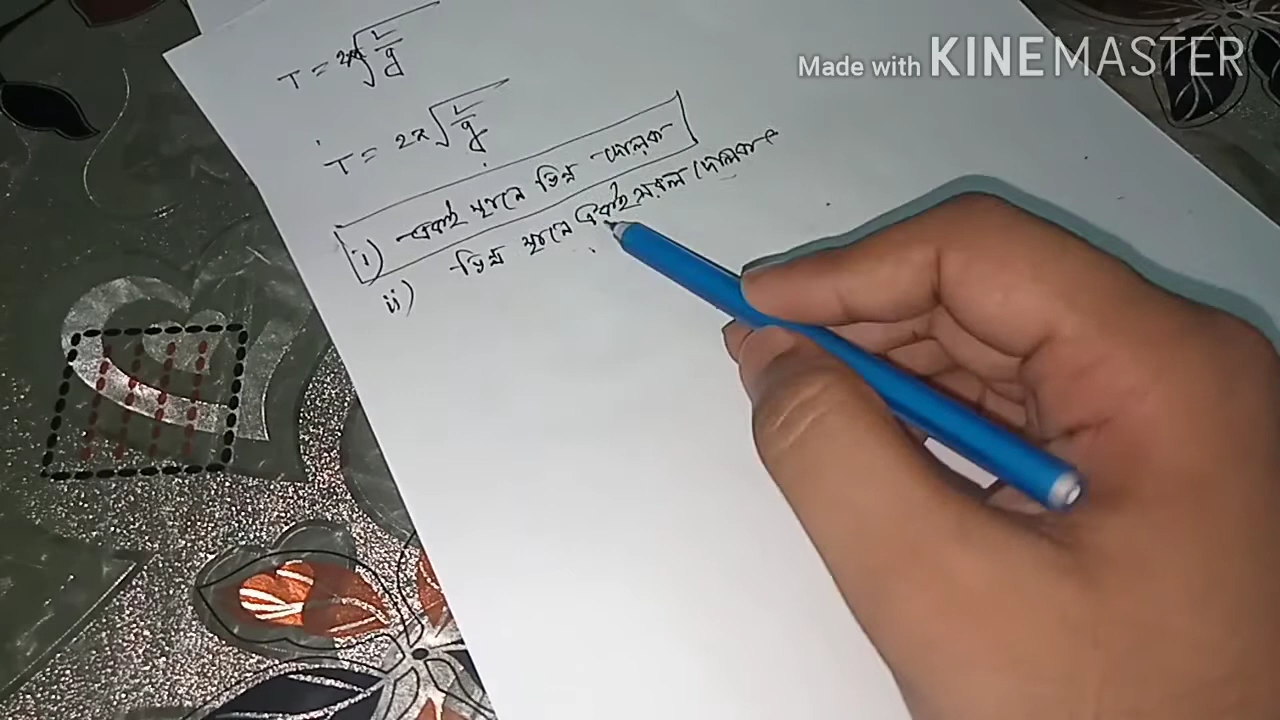 Made with KINEMASTER
T = 2π√L/g
T = 2π√L/g
i) একই স্থানে ভিন্ন দোলক
ii) ভিন্ন স্থানে একই সরল দোলক